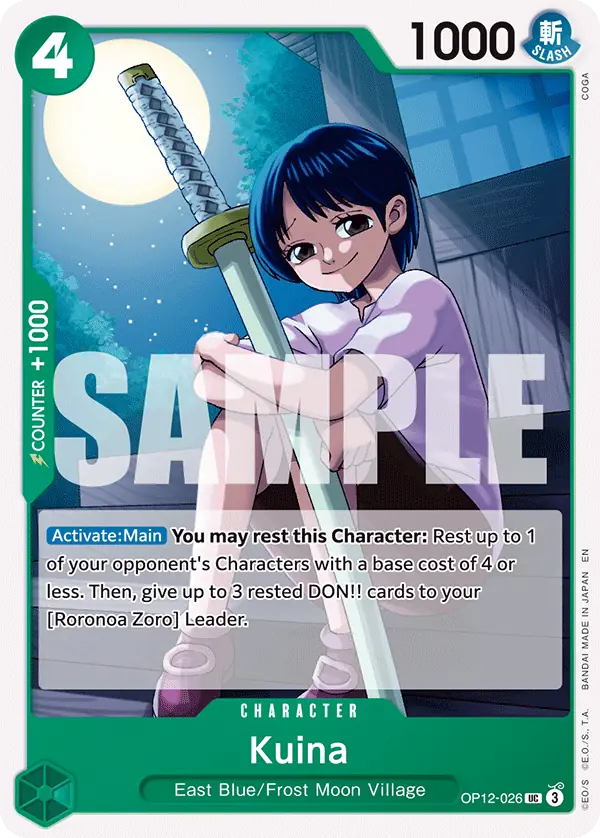 4
1000
斬
SLASH
COGA
COUNTER +1000
SAMPLE
Activate:Main You may rest this Character: Rest up to 1
of your opponent's Characters with a base cost of 4 or
less. Then, give up to 3 rested DON!! cards to your
[Roronoa Zoro] Leader.
CHARACTER
Kuina
East Blue/Frost Moon Village
OP12-026 UC 3
©EO/S ©E.O./S., T.A. BANDAI MADE IN JAPAN EN